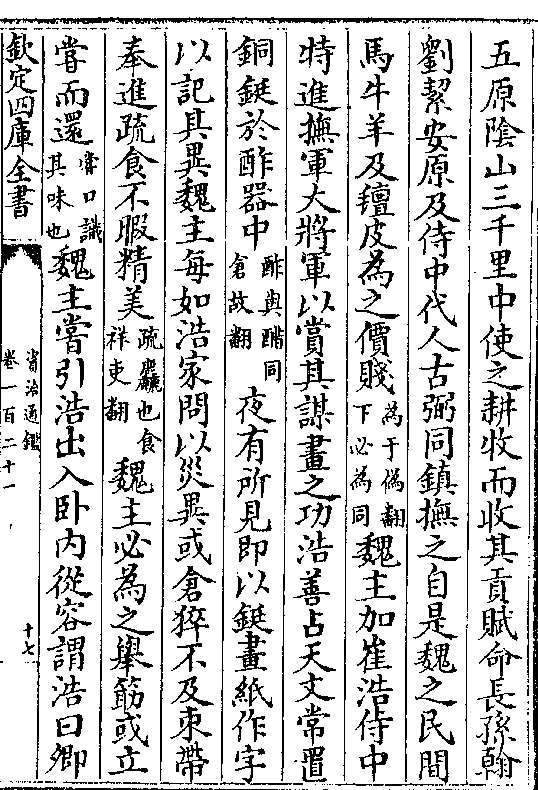 五原陰山三千里中使之耕收而收其貢賦命長孫翰
劉絜安原及侍中代人古弼同鎮撫之自是魏之民間
馬牛羊及氊皮為之價賤為于偽翻下必為同魏主加崔浩侍中
特進撫軍大將軍以賞其謀畫之功浩善占天文常置
銅鋌於酢器中酢與醋同倉故翻夜有所見即以鋌畫紙作字
以記其異魏主每如浩家問以災異或倉猝不及束帶
奉進疏食不暇精美疏麤也食祥吏翻魏主必為之舉筯或立
嘗而還嘗口識其味也魏主嘗引浩出入卧内從容謂浩曰卿
欽定四庫全書
資治通鑑
卷一百二十一
十七